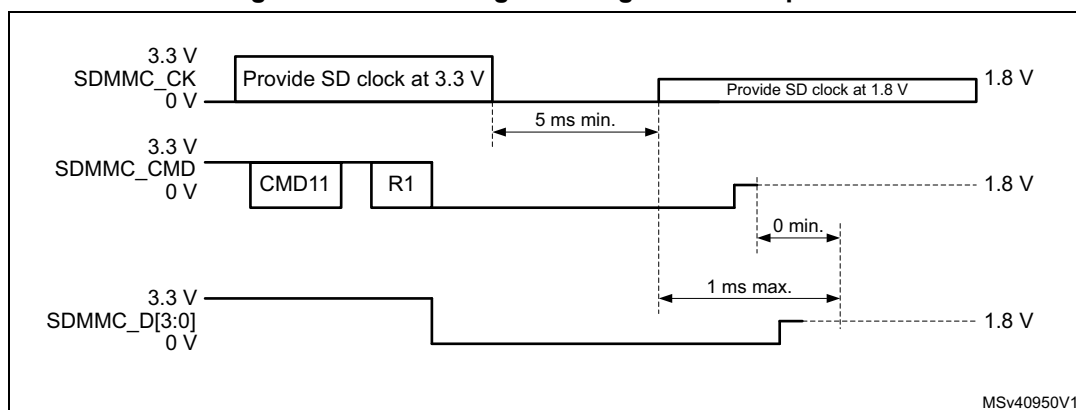 3.3 V
SDMMC_CK
0 V
Provide SD clock at 3.3 V
Provide SD clock at 1.8 V
1.8 V
5 ms min.
3.3 V
SDMMC_CMD
0 V
CMD11
R1
1.8 V
0 min.
1 ms max.
3.3 V
SDMMC_D[3:0]
0 V
1.8 V
MSv40950V1